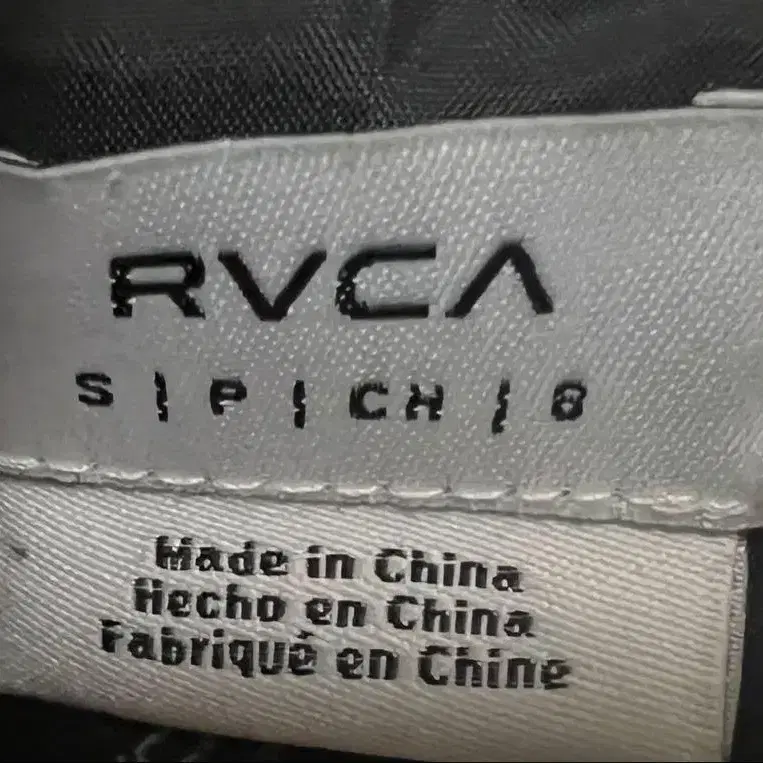 RVCA
S | P | CH | 8
Made in China
Hecho en China
Fabriqué en Chine